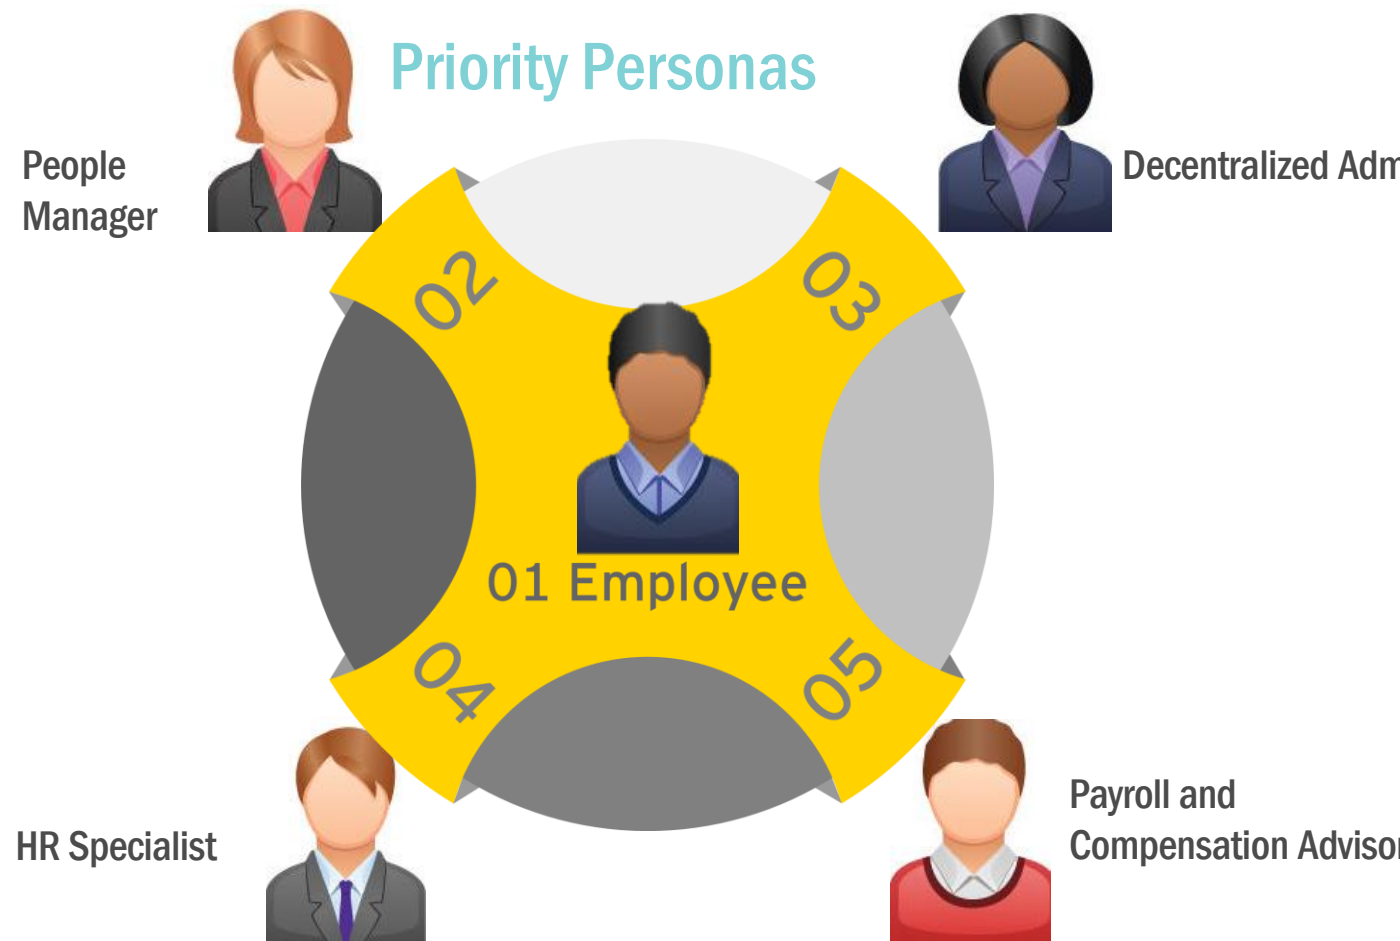 Priority Personas
People
Manager
Decentralized Adm
02
03
01 Employee
04
05
HR Specialist
Payroll and
Compensation Advisor